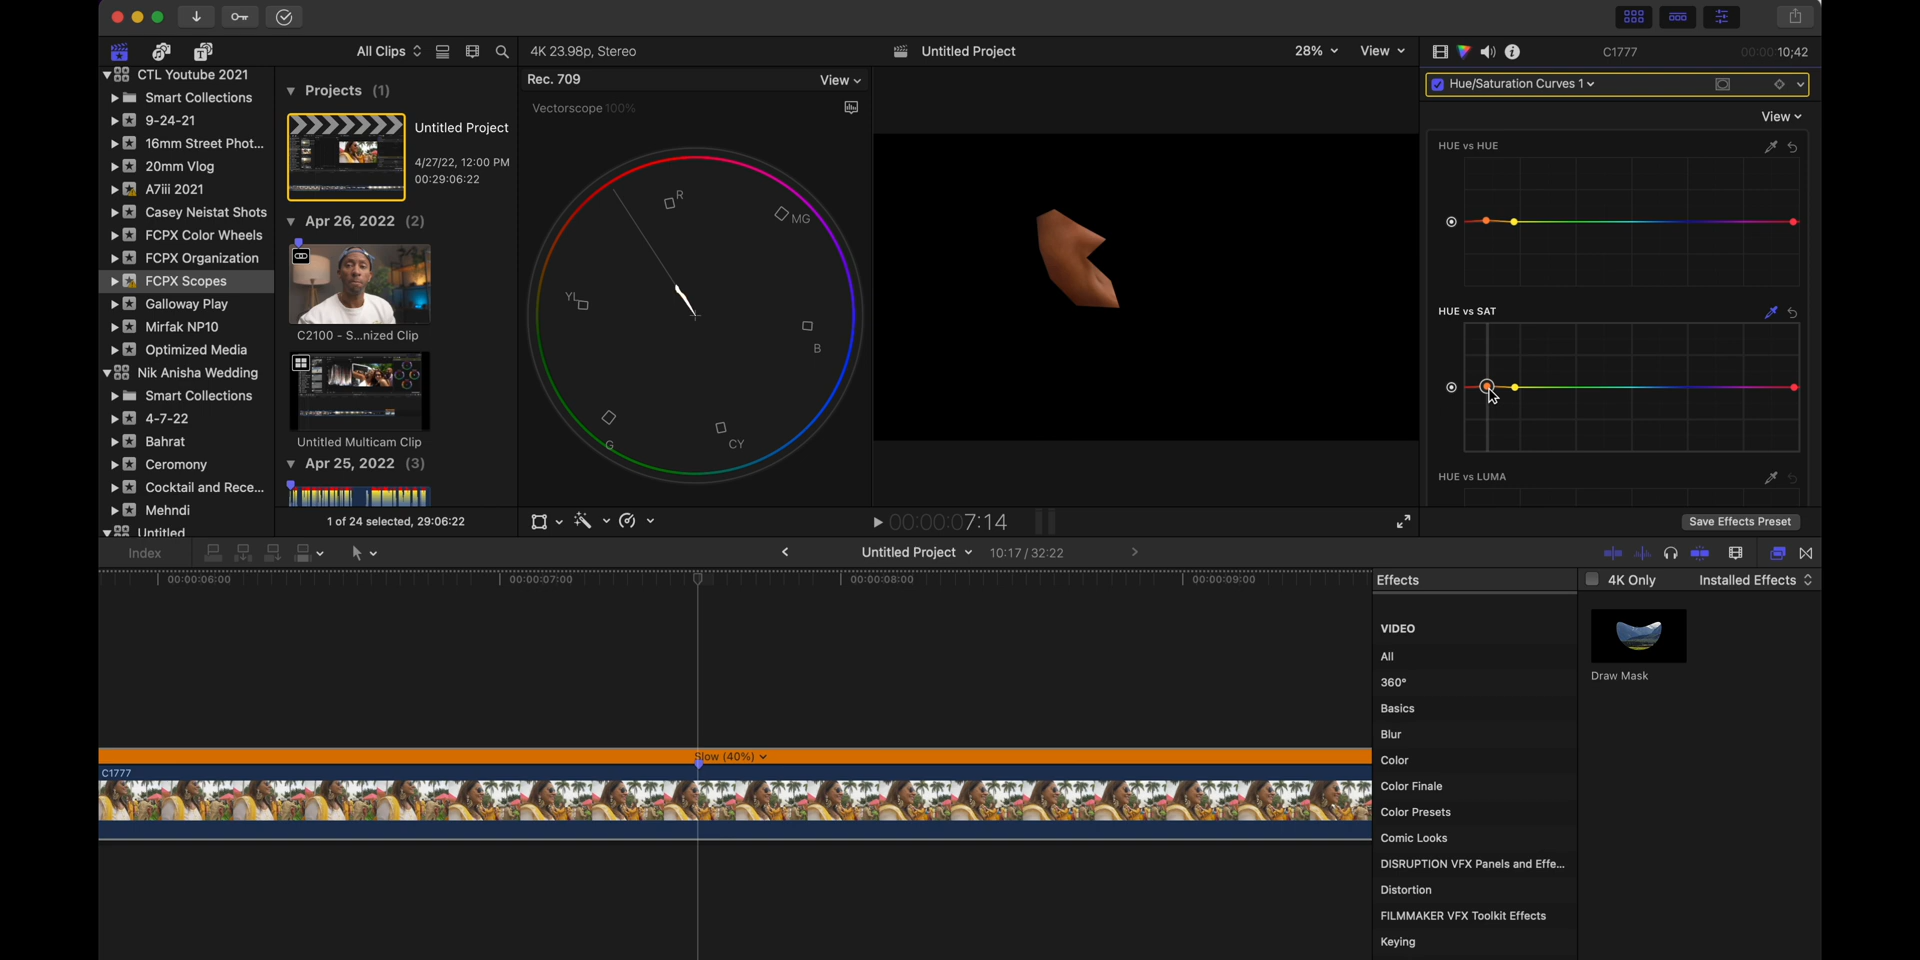 All Clips
4K 23.98p, Stereo
Untitled Project
28%
View
C1777
00:00:10;42
CTL Youtube 2021
Smart Collections
9-24-21
16mm Street Phot...
20mm Vlog
A7iii 2021
Casey Neistat Shots
FCPX Color Wheels
FCPX Organization
FCPX Scopes
Galloway Play
Mirfak NP10
Optimized Media
Nik Anisha Wedding
Smart Collections
4-7-22
Bahrat
Ceromony
Cocktail and Rece...
Mehndi
Untitled
Projects (1)
Untitled Project
4/27/22, 12:00 PM
00:29:06:22
Apr 26, 2022 (2)
C2100 - S...nized Clip
Untitled Multicam Clip
Apr 25, 2022 (3)
1 of 24 selected, 29:06:22
Rec. 709
View
Vectorscope 100%
R
MG
YL
B
G
CY
00:00:07:14
Hue/Saturation Curves 1
View
HUE vs HUE
HUE vs SAT
HUE vs LUMA
Save Effects Preset
Index
Untitled Project
10:17 / 32:22
00:00:06:00
00:00:07:00
00:00:08:00
00:00:09:00
Slow (40%)
C1777
Effects
4K Only
Installed Effects
VIDEO
All
360°
Basics
Blur
Color
Color Finale
Color Presets
Comic Looks
DISRUPTION VFX Panels and Effe...
Distortion
FILMMAKER VFX Toolkit Effects
Keying
Draw Mask